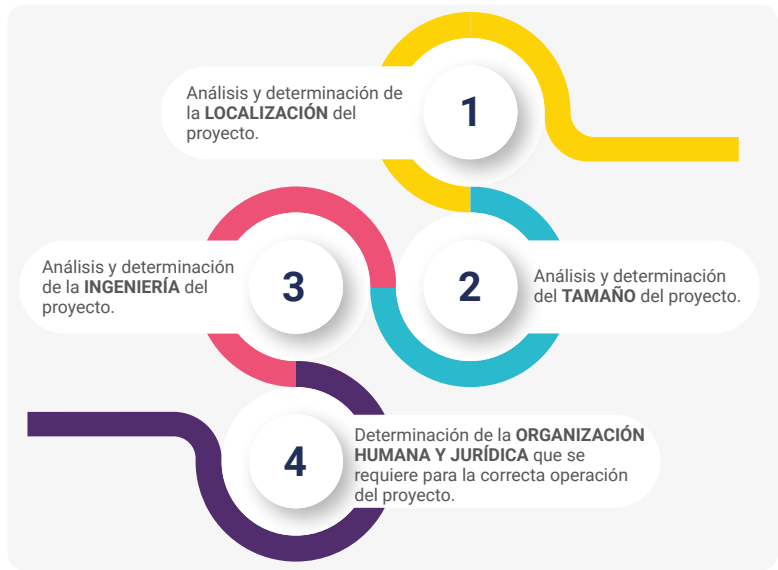 Análisis y determinación de
la LOCALIZACIÓN del
proyecto.
1
2
Análisis y determinación
del TAMAÑO del proyecto.
Análisis y determinación
de la INGENIERÍA del
proyecto.
3
4
Determinación de la ORGANIZACIÓN
HUMANA Y JURÍDICA que se
requiere para la correcta operación
del proyecto.